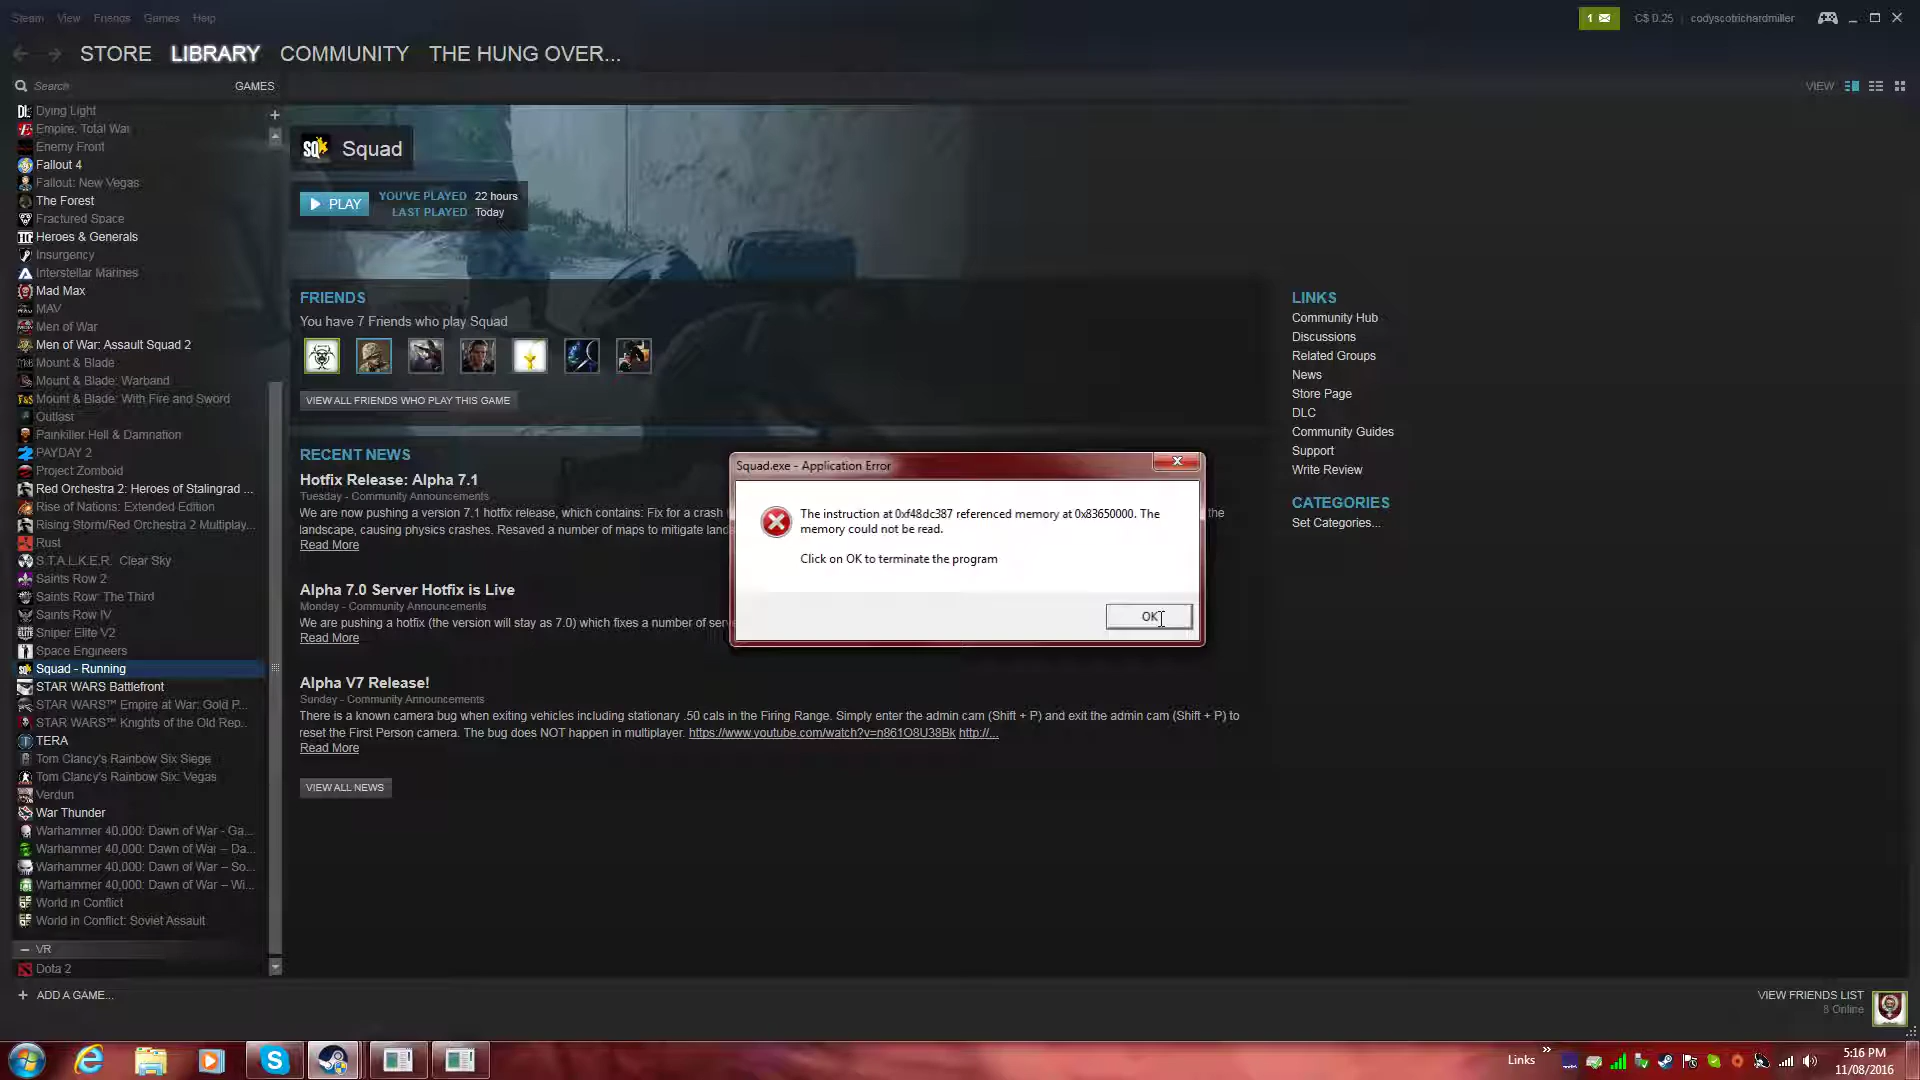 Steam View Friends Games Help
1 C$ 0.25 codyscotrichardmiller
STORE LIBRARY COMMUNITY THE HUNG OVER...
Search GAMES VIEW
Dying Light
Empire: Total War
Enemy Front
Fallout 4
Fallout: New Vegas
The Forest
Fractured Space
Heroes & Generals
Insurgency
Interstellar Marines
Mad Max
MAV
Men of War
Men of War: Assault Squad 2
Mount & Blade
Mount & Blade: Warband
Mount & Blade: With Fire and Sword
Outlast
Painkiller Hell & Damnation
PAYDAY 2
Project Zomboid
Red Orchestra 2: Heroes of Stalingrad ...
Rise of Nations: Extended Edition
Rising Storm/Red Orchestra 2 Multiplay...
Rust
S.T.A.L.K.E.R. Clear Sky
Saints Row 2
Saints Row: The Third
Saints Row IV
Sniper Elite V2
Space Engineers
Squad - Running
STAR WARS Battlefront
STAR WARS™ Empire at War: Gold P...
STAR WARS™ Knights of the Old Rep...
TERA
Tom Clancy's Rainbow Six Siege
Tom Clancy's Rainbow Six: Vegas
Verdun
War Thunder
Warhammer 40,000: Dawn of War - Ga...
Warhammer 40,000: Dawn of War – Da...
Warhammer 40,000: Dawn of War – So...
Warhammer 40,000: Dawn of War – Wi...
World in Conflict
World in Conflict: Soviet Assault
VR
Dota 2
ADD A GAME...
Squad
PLAY
YOU'VE PLAYED 22 hours
LAST PLAYED Today
FRIENDS
You have 7 Friends who play Squad
VIEW ALL FRIENDS WHO PLAY THIS GAME
RECENT NEWS
Hotfix Release: Alpha 7.1
Tuesday - Community Announcements
We are now pushing a version 7.1 hotfix release, which contains: Fix for a crash the
landscape, causing physics crashes. Resaved a number of maps to mitigate
Read More
Alpha 7.0 Server Hotfix is Live
Monday - Community Announcements
We are pushing a hotfix (the version will stay as 7.0) which fixes a number of
Read More
Alpha V7 Release!
Sunday - Community Announcements
There is a known camera bug when exiting vehicles including stationary .50 cals in the Firing Range. Simply enter the admin cam (Shift + P) and exit the admin cam (Shift + P) to
reset the First Person camera. The bug does NOT happen in multiplayer. https://www.youtube.com/watch?v=n861O8U38Bk http://...
Read More
VIEW ALL NEWS
Squad.exe - Application Error
The instruction at 0xf48dc387 referenced memory at 0x83650000. The
memory could not be read.
Click on OK to terminate the program
OK
LINKS
Community Hub
Discussions
Related Groups
News
Store Page
DLC
Community Guides
Support
Write Review
CATEGORIES
Set Categories...
VIEW FRIENDS LIST
8 Online
Links
5:16 PM
11/08/2016